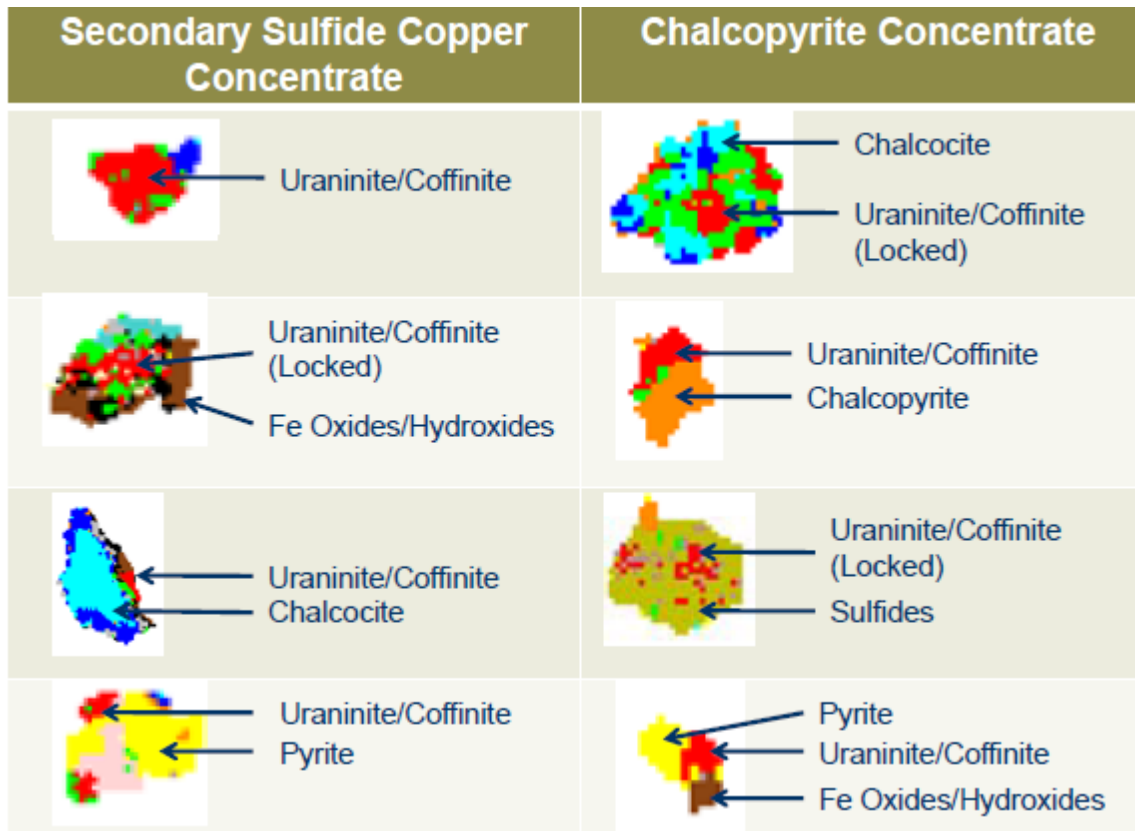 Secondary Sulfide Copper
Concentrate
Chalcopyrite Concentrate
Uraninite/Coffinite
Chalcocite
Uraninite/Coffinite
(Locked)
Uraninite/Coffinite
(Locked)
Fe Oxides/Hydroxides
Uraninite/Coffinite
Chalcopyrite
Uraninite/Coffinite
Chalcocite
Uraninite/Coffinite
(Locked)
Sulfides
Uraninite/Coffinite
Pyrite
Pyrite
Uraninite/Coffinite
Fe Oxides/Hydroxides